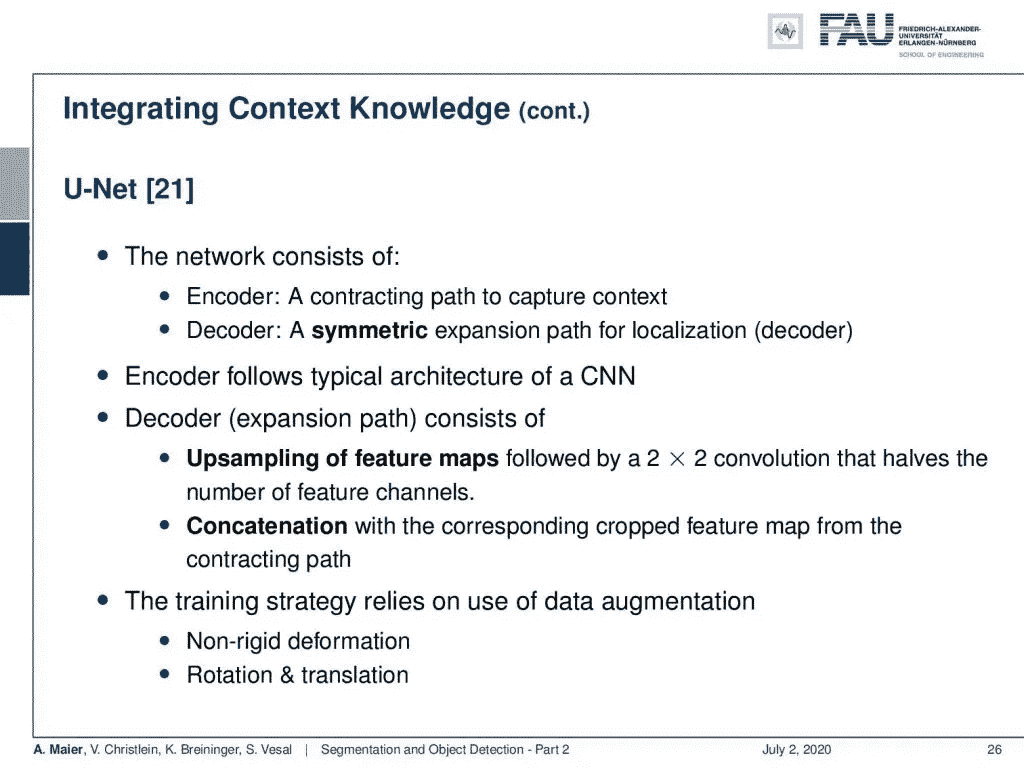 FAU
FRIEDRICH-ALEXANDER-
UNIVERSITÄT
ERLANGEN-NÜRNBERG
SCHOOL OF ENGINEERING
Integrating Context Knowledge (cont.)
U-Net [21]
• The network consists of:
• Encoder: A contracting path to capture context
• Decoder: A symmetric expansion path for localization (decoder)
• Encoder follows typical architecture of a CNN
• Decoder (expansion path) consists of
• Upsampling of feature maps followed by a 2 × 2 convolution that halves the
number of feature channels.
• Concatenation with the corresponding cropped feature map from the
contracting path
• The training strategy relies on use of data augmentation
• Non-rigid deformation
• Rotation & translation
A. Maier, V. Christlein, K. Breininger, S. Vesal | Segmentation and Object Detection - Part 2 July 2, 2020 26